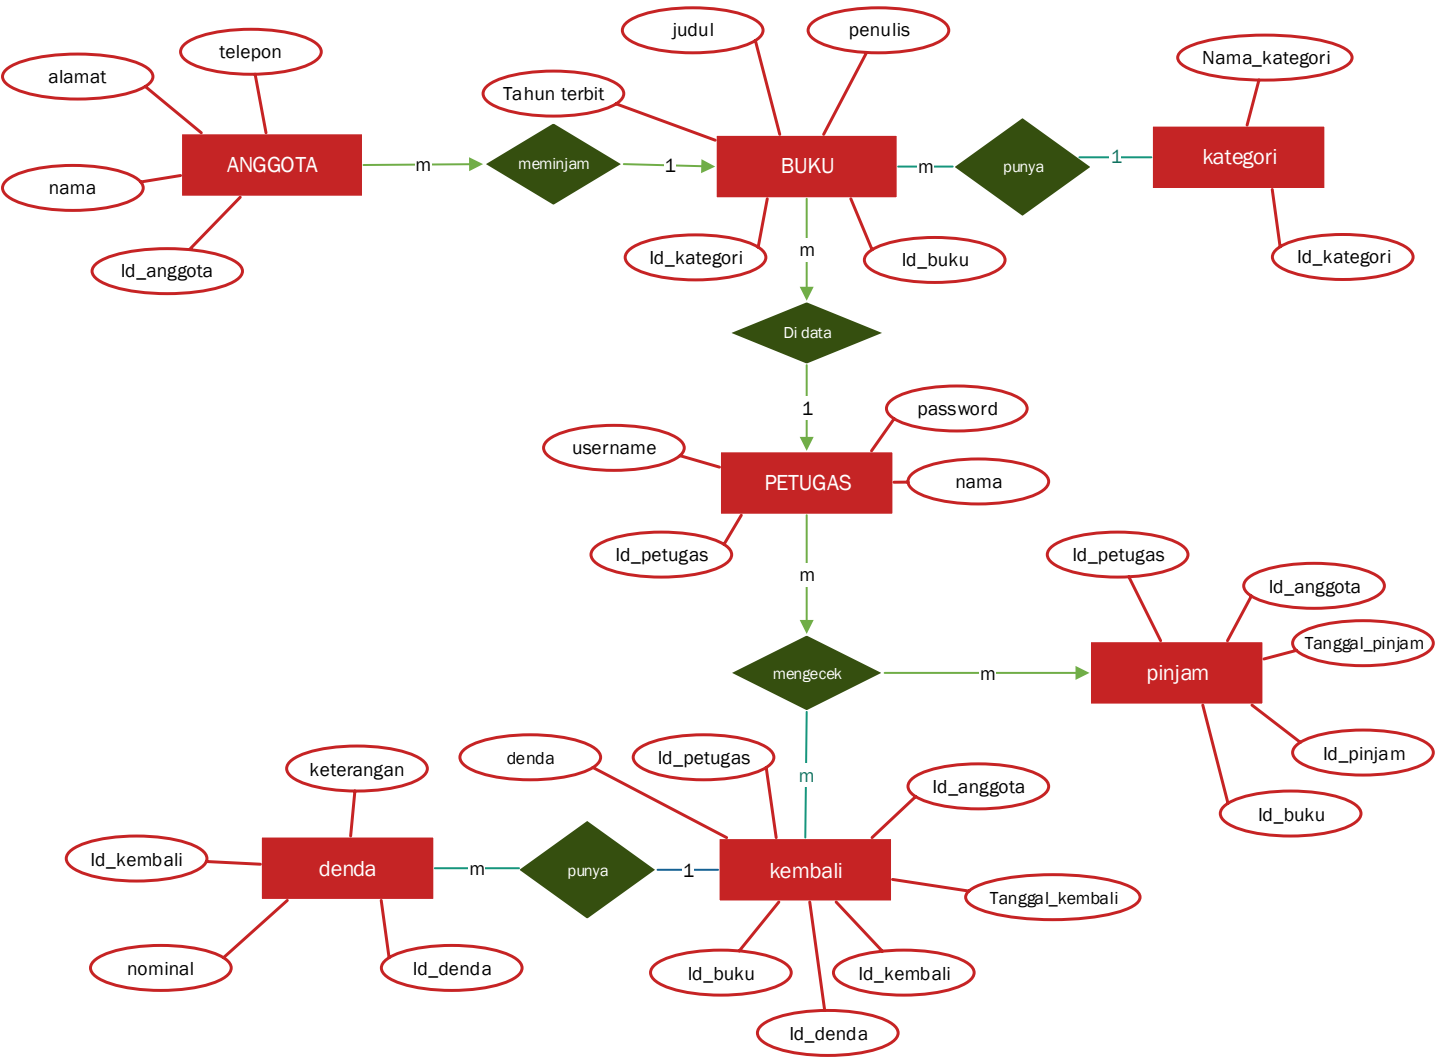 judul
penulis
telepon
Nama_kategori
alamat
Tahun terbit
ANGGOTA
m
meminjam
1
BUKU
m
punya
1
kategori
nama
Id_anggota
Id_kategori
m
Id_buku
Id_kategori
Di data
1
password
username
PETUGAS
nama
Id_petugas
m
Id_petugas
Id_anggota
Tanggal_pinjam
mengecek
m
pinjam
Id_pinjam
Id_buku
denda
Id_petugas
m
Id_anggota
keterangan
Id_kembali
denda
m
punya
1
kembali
Tanggal_kembali
nominal
Id_denda
Id_buku
Id_kembali
Id_denda